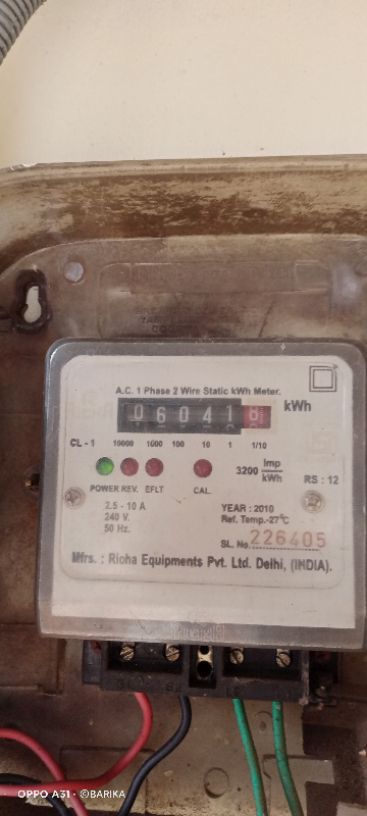 A.C. 1 Phase 2 Wire Static kWh Meter.
060418 kWh
CL - 1 10000 1000 100 10 1 1/10
3200 imp/kWh
RS : 12
POWER REV. EFLT CAL.
2.5 - 10 A
240 V.
50 Hz.
YEAR : 2010
Ref. Temp.-27°C
SL. No. 226405
Mfrs. : Rioha Equipments Pvt. Ltd. Delhi, (INDIA).
OPPO A31 · ©BARIKA